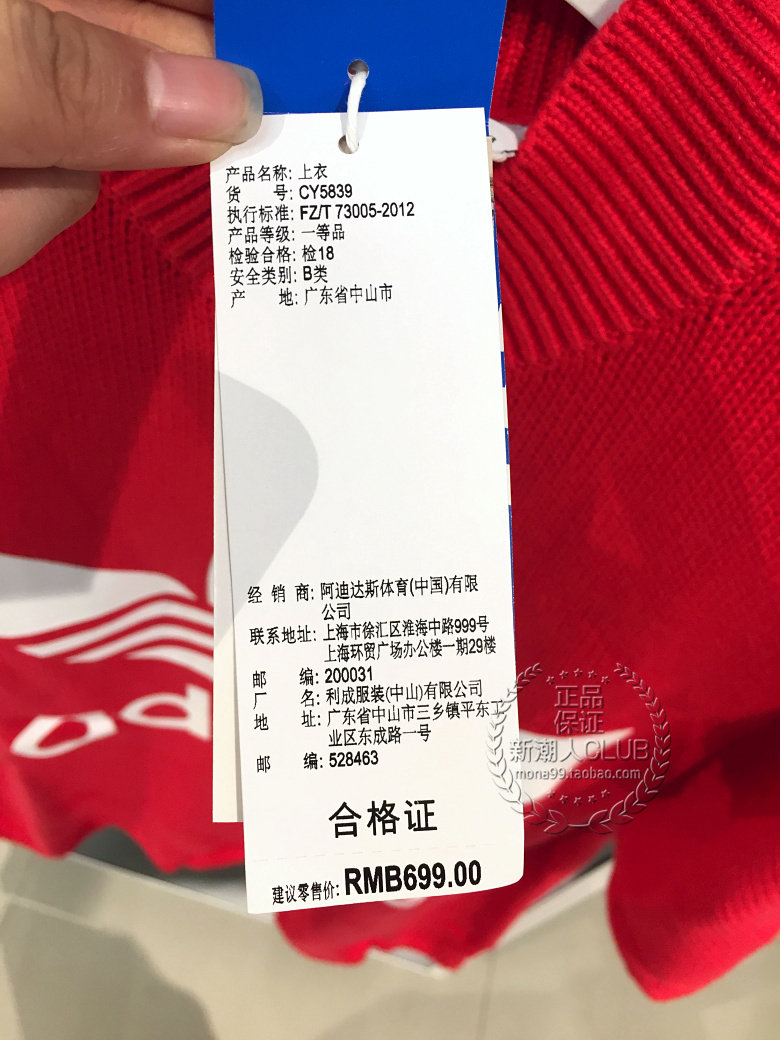 产品名称: 上衣
货 号: CY5839
执行标准: FZ/T 73005-2012
产品等级: 一等品
检验合格: 检18
安全类别: B类
产 地: 广东省中山市
经 销 商: 阿迪达斯体育(中国)有限
公司
联系地址: 上海市徐汇区淮海中路999号
上海环贸广场办公楼一期29楼
邮 编: 200031
厂 名: 利成服装(中山)有限公司
地 址: 广东省中山市三乡镇平东工
业区东成路一号
邮 编: 528463
合格证
建议零售价: RMB699.00
正品
保证
新潮人CLUB
mona99.taobao.com